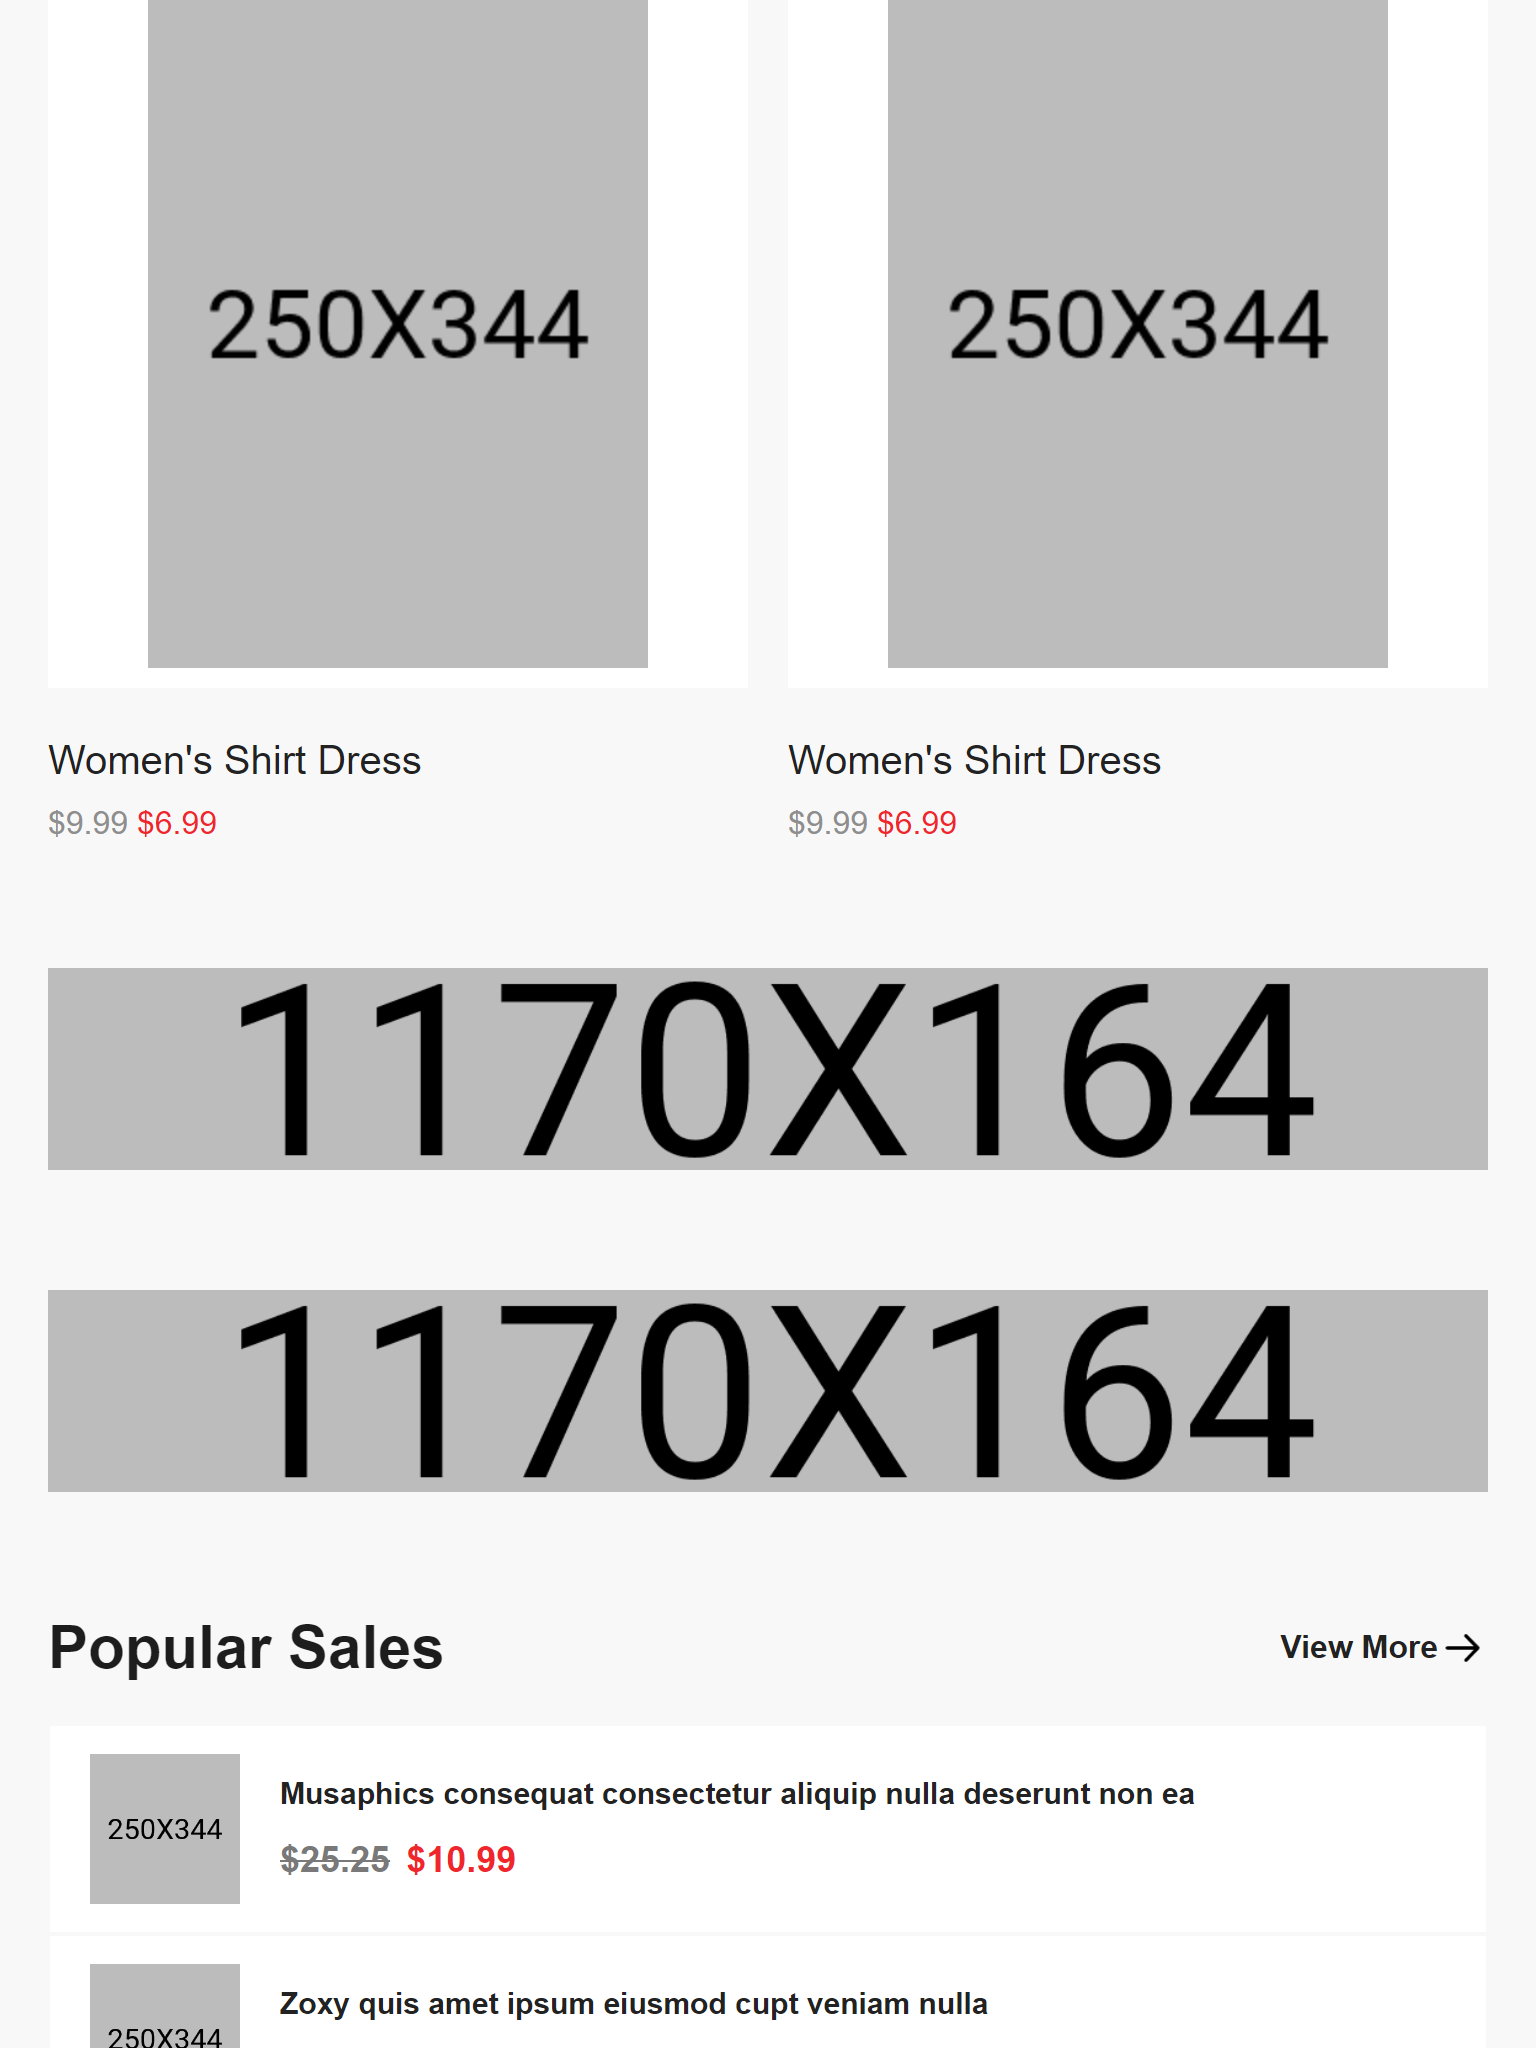 250X344
250X344
Women's Shirt Dress
$9.99 $6.99
Women's Shirt Dress
$9.99 $6.99
1170X164
1170X164
Popular Sales
View More
250X344
Musaphics consequat consectetur aliquip nulla deserunt non ea
$25.25 $10.99
250X344
Zoxy quis amet ipsum eiusmod cupt veniam nulla